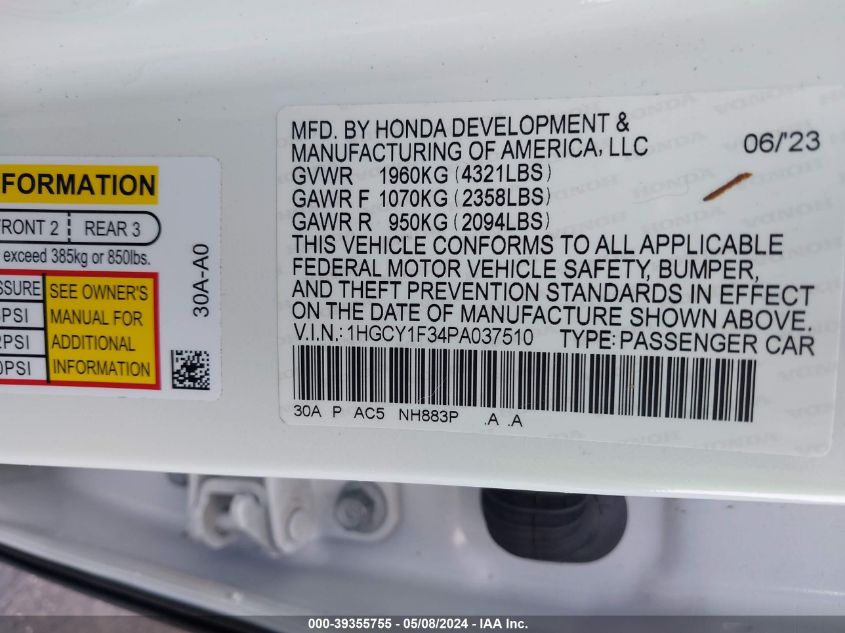 FORMATION
FRONT 2 REAR 3
exceed 385kg or 850lbs.
SEE OWNER'S
MANUAL FOR
ADDITIONAL
INFORMATION
PSI
PSI
PSI
30A-A0
MFD. BY HONDA DEVELOPMENT &
MANUFACTURING OF AMERICA, LLC 06/'23
GVWR 1960KG (4321LBS)
GAWR F 1070KG (2358LBS)
GAWR R 950KG (2094LBS)
THIS VEHICLE CONFORMS TO ALL APPLICABLE
FEDERAL MOTOR VEHICLE SAFETY, BUMPER,
AND THEFT PREVENTION STANDARDS IN EFFECT
ON THE DATE OF MANUFACTURE SHOWN ABOVE.
V.I.N.: 1HGCY1F34PA037510 TYPE: PASSENGER CAR
30A P AC5 NH883P .A .A
000-39355755 - 05/08/2024 - IAA Inc.